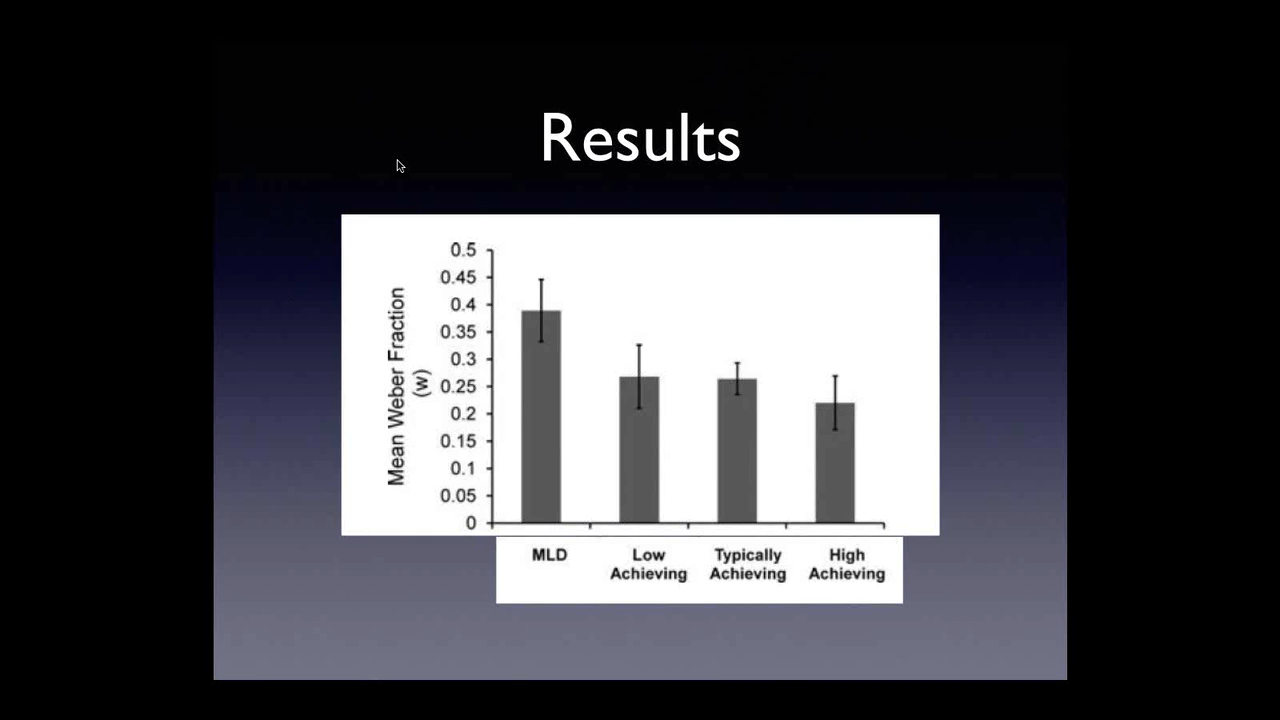 Results
0.5
0.45
0.4
0.35
0.3
0.25
0.2
0.15
0.1
0.05
0
Mean Weber Fraction
(w)
MLD
Low
Achieving
Typically
Achieving
High
Achieving